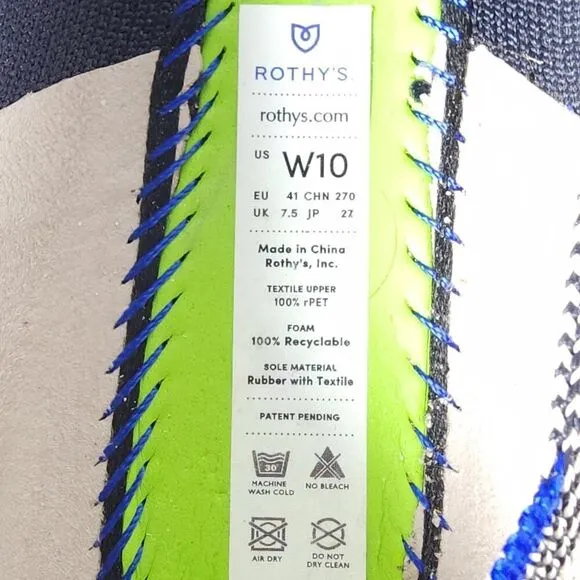 ROTHY'S
rothys.com
US W10
EU 41 CHN 270
UK 7.5 JP 27
Made in China
Rothy's, Inc.
TEXTILE UPPER
100% rPET
FOAM
100% Recyclable
SOLE MATERIAL
Rubber with Textile
PATENT PENDING
30°
MACHINE WASH COLD
NO BLEACH
AIR DRY
DO NOT DRY CLEAN